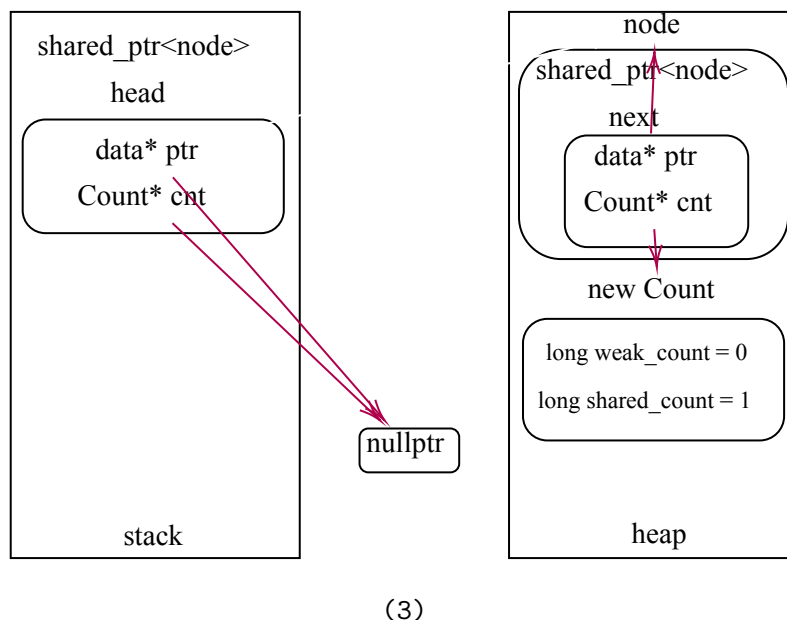 shared_ptr<node>
head
data* ptr
Count* cnt
stack
nullptr
node
shared_ptr<node>
next
data* ptr
Count* cnt
new Count
long weak_count = 0
long shared_count = 1
heap
(3)